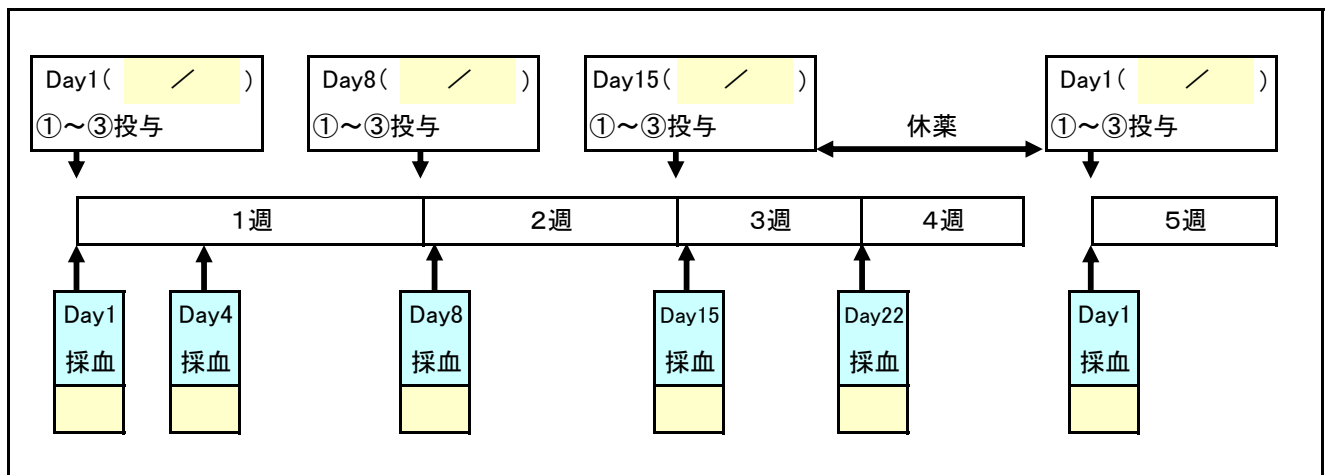 Day1( ／ )
①～③投与
Day8( ／ )
①～③投与
Day15( ／ )
①～③投与
休薬
Day1( ／ )
①～③投与
1週
2週
3週
4週
5週
Day1
採血
Day4
採血
Day8
採血
Day15
採血
Day22
採血
Day1
採血